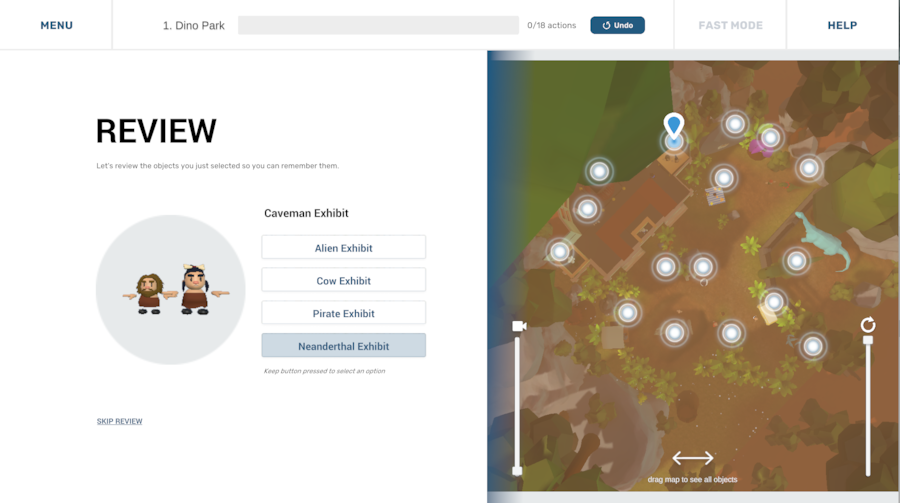 MENU
1. Dino Park
0/18 actions
Undo
FAST MODE
HELP
REVIEW
Let's review the objects you just selected so you can remember them.
Caveman Exhibit
Alien Exhibit
Cow Exhibit
Pirate Exhibit
Neanderthal Exhibit
Keep button pressed to select an option
SKIP REVIEW
drag map to see all objects